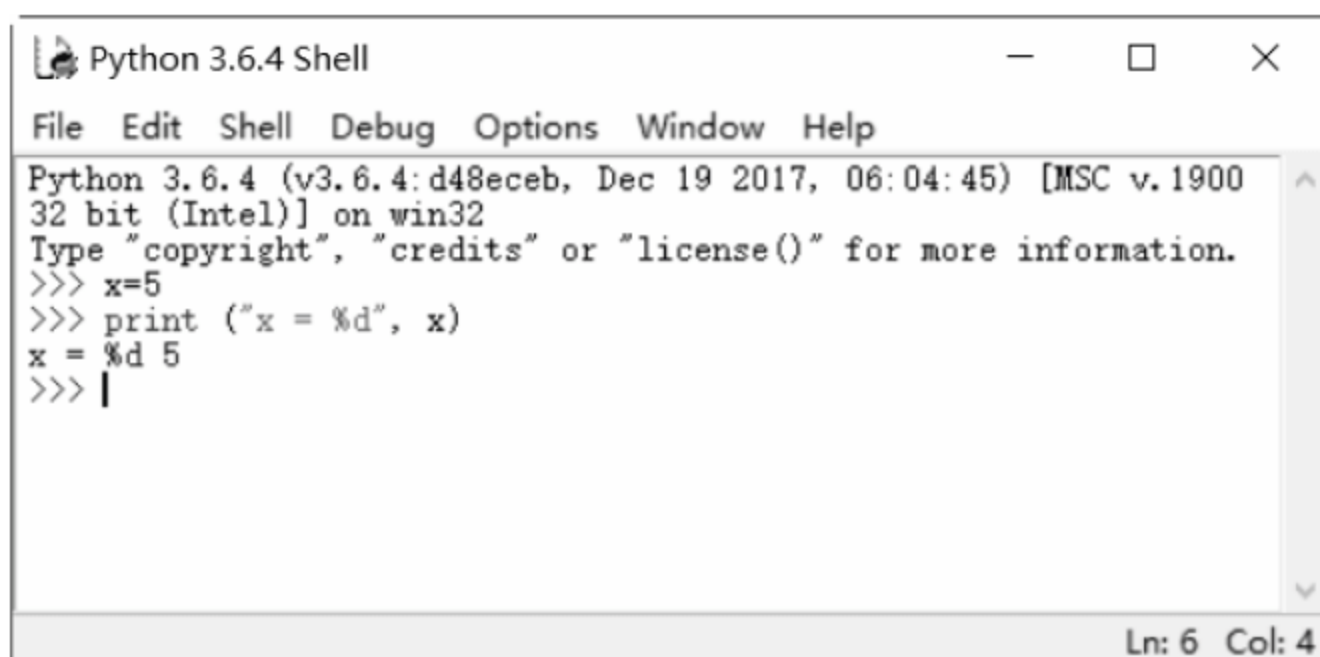 Python 3.6.4 Shell
File Edit Shell Debug Options Window Help
Python 3.6.4 (v3.6.4:d48eceb, Dec 19 2017, 06:04:45) [MSC v.1900
32 bit (Intel)] on win32
Type "copyright", "credits" or "license()" for more information.
>>> x=5
>>> print ("x = %d", x)
x = %d 5
>>>
Ln: 6 Col: 4